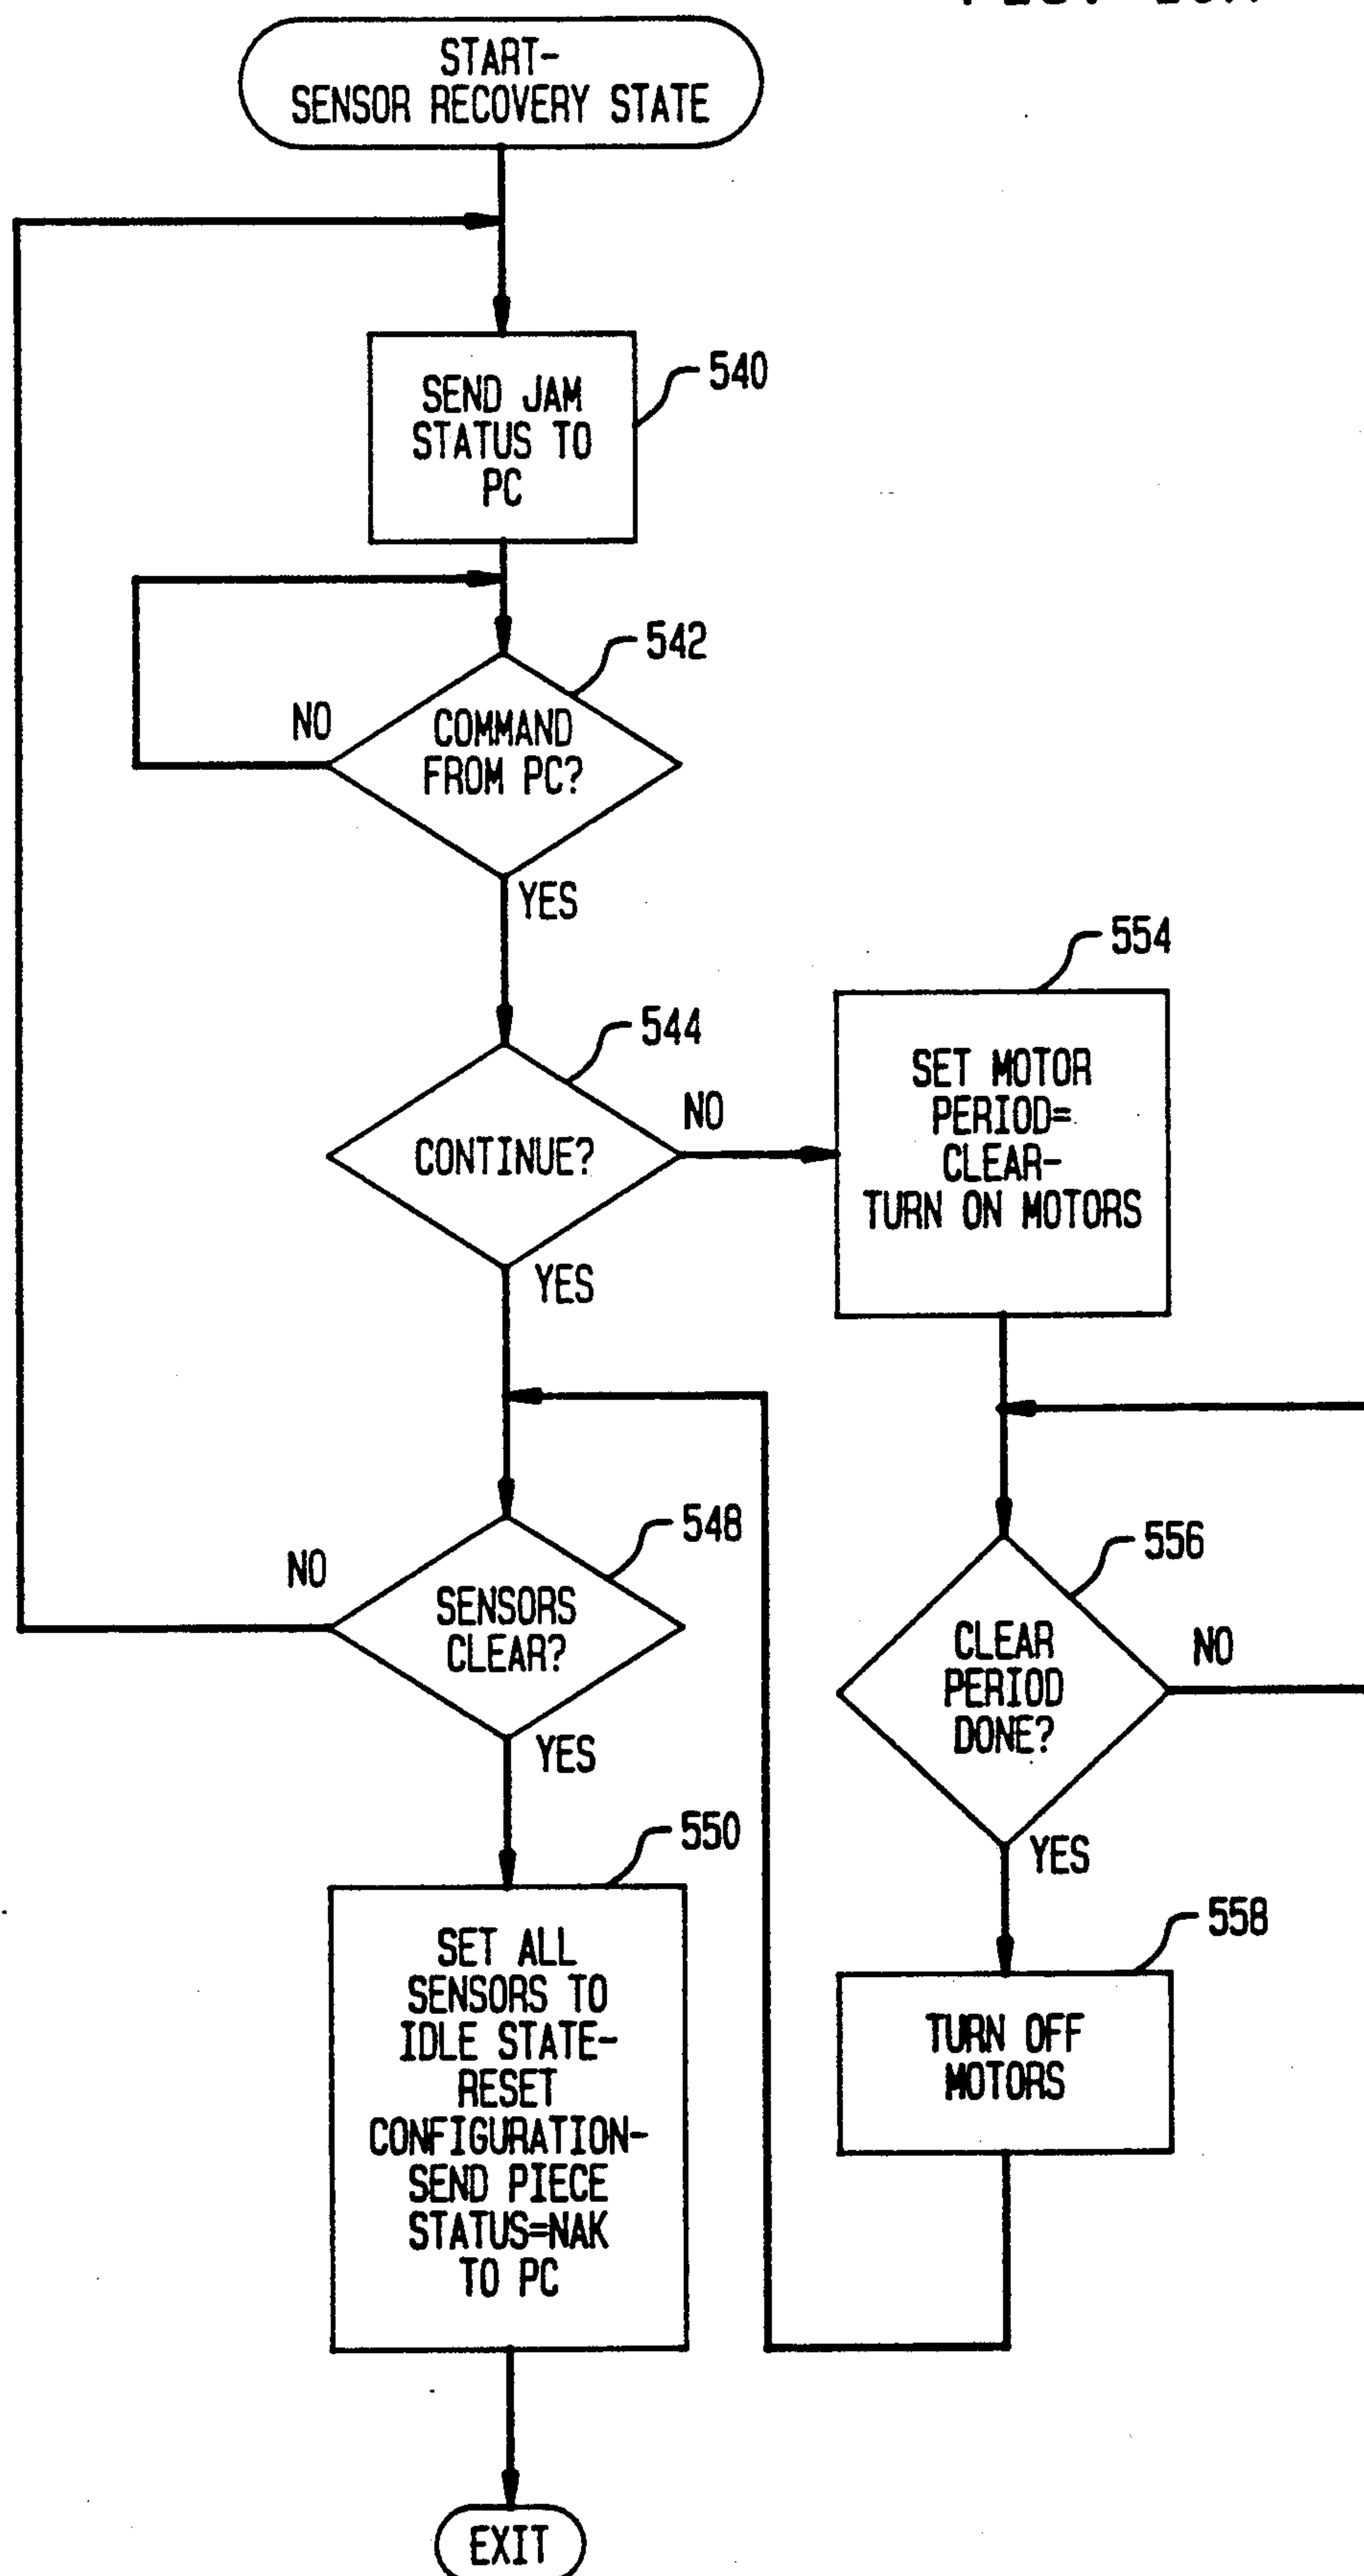 START-
SENSOR RECOVERY STATE
SEND JAM
STATUS TO
PC
540
542
NO
COMMAND
FROM PC?
YES
554
544
SET MOTOR
PERIOD=
CLEAR-
TURN ON MOTORS
NO
CONTINUE?
YES
548
556
NO
SENSORS
CLEAR?
CLEAR
PERIOD
DONE?
NO
YES
550
YES
558
SET ALL
SENSORS TO
IDLE STATE-
RESET
CONFIGURATION-
SEND PIECE
STATUS=NAK
TO PC
TURN OFF
MOTORS
EXIT